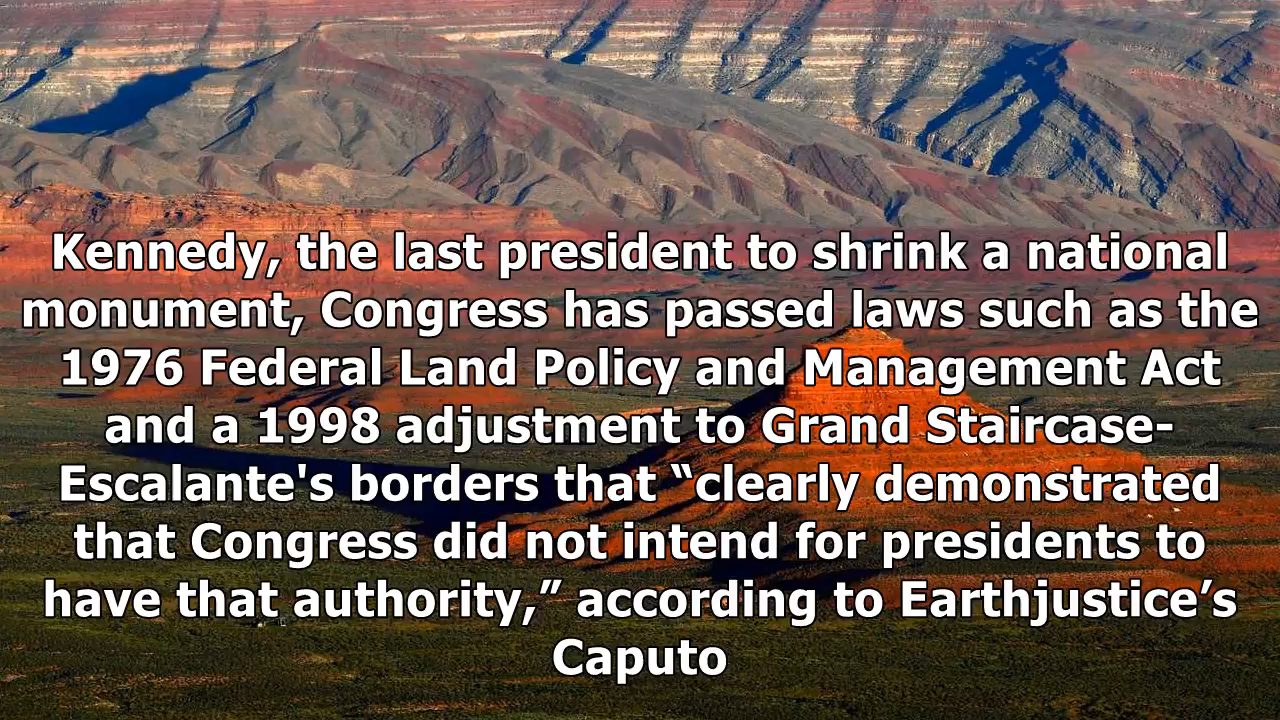 Kennedy, the last president to shrink a national
monument, Congress has passed laws such as the
1976 Federal Land Policy and Management Act
and a 1998 adjustment to Grand Staircase-
Escalante's borders that “clearly demonstrated
that Congress did not intend for presidents to
have that authority,” according to Earthjustice’s
Caputo